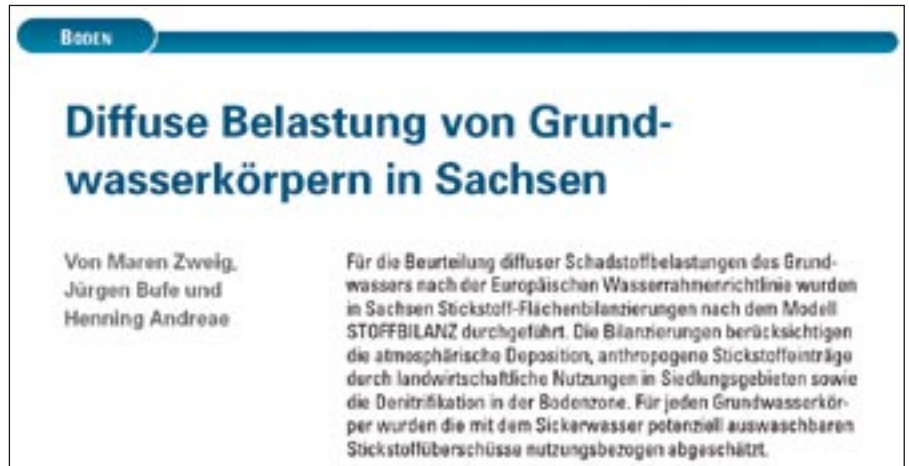 BODEN
Diffuse Belastung von Grund-
wasserkörpern in Sachsen
Von Maren Zweig,
Jürgen Bufe und
Henning Andreae
Für die Beurteilung diffuser Schadstoffbelastungen des Grund-
wassers nach der Europäischen Wasserrahmenrichtlinie wurden
in Sachsen Stickstoff-Flächenbilanzierungen nach dem Modell
STOFFBILANZ durchgeführt. Die Bilanzierungen berücksichtigen
die atmosphärische Deposition, anthropogene Stickstoffeinträge
durch landwirtschaftliche Nutzungen in Siedlungsgebieten sowie
die Denitrifikation in der Bodenzone. Für jeden Grundwasserkör-
per wurden die mit dem Sickerwasser potenziell auswaschbaren
Stickstoffüberschüsse nutzungsbezogen abgeschätzt.